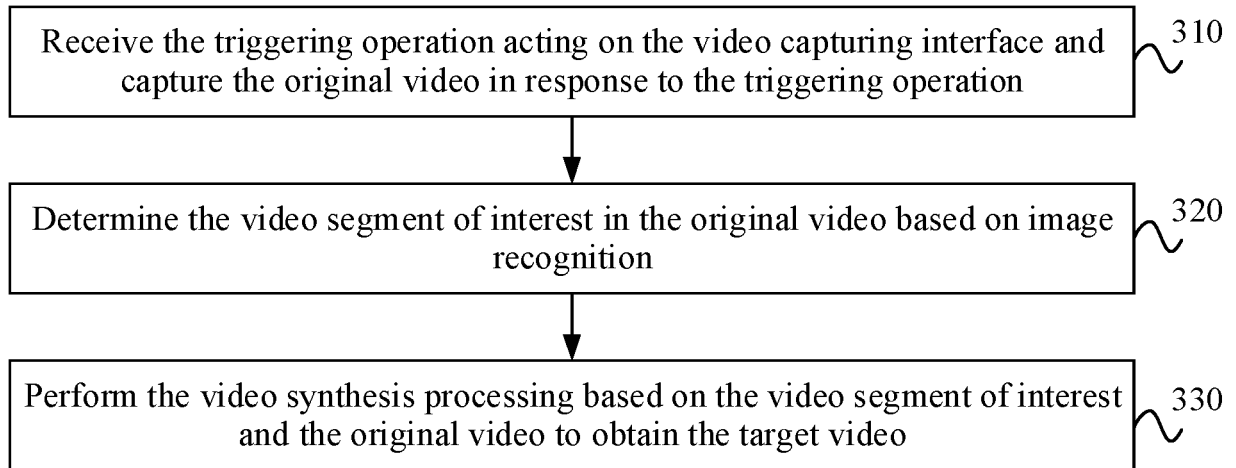 Receive the triggering operation acting on the video capturing interface and
capture the original video in response to the triggering operation
310
Determine the video segment of interest in the original video based on image
recognition
320
Perform the video synthesis processing based on the video segment of interest
and the original video to obtain the target video
330